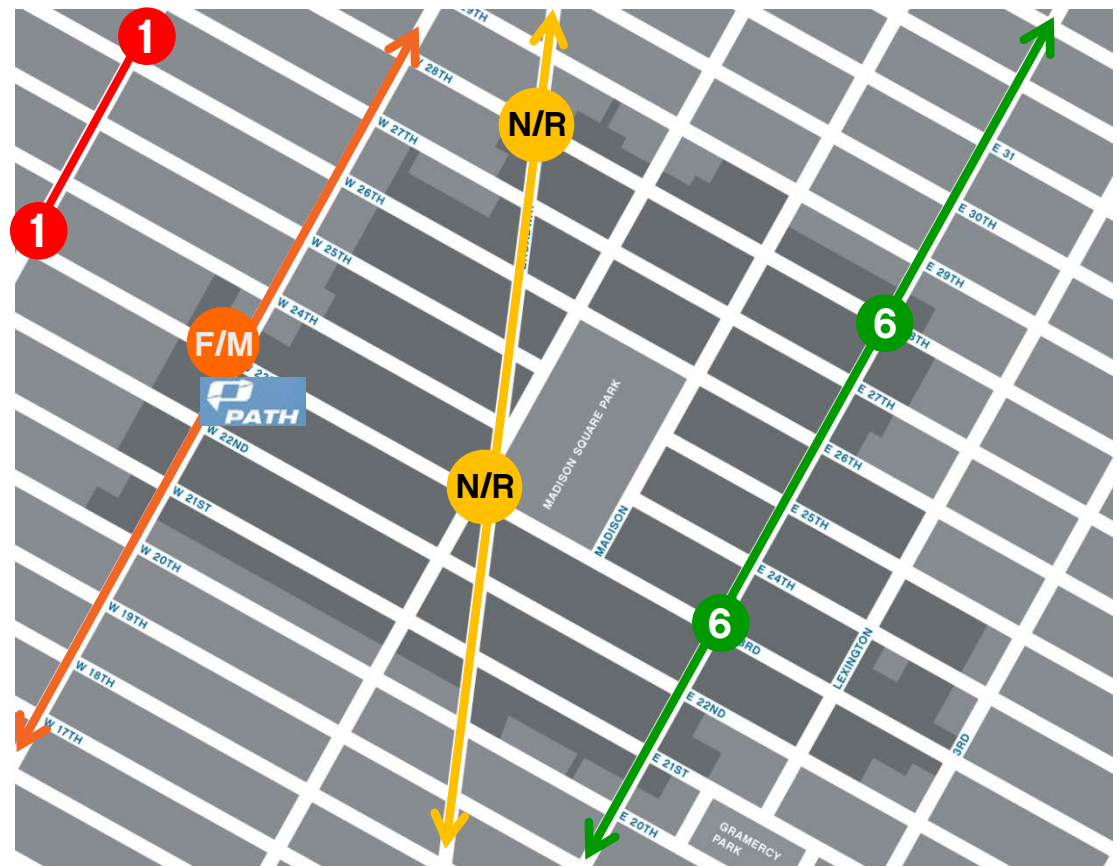 1
1
F/M
PATH
N/R
N/R
6
6
W 28TH
W 27TH
W 26TH
W 25TH
W 24TH
W 22ND
W 21ST
W 20TH
W 19TH
W 18TH
W 17TH
MADISON SQUARE PARK
MADISON
E 31
E 30TH
E 29TH
E 27TH
E 26TH
E 25TH
E 24TH
E 22ND
E 21ST
E 20TH
LEXINGTON
3RD
GRAMERCY
PARK